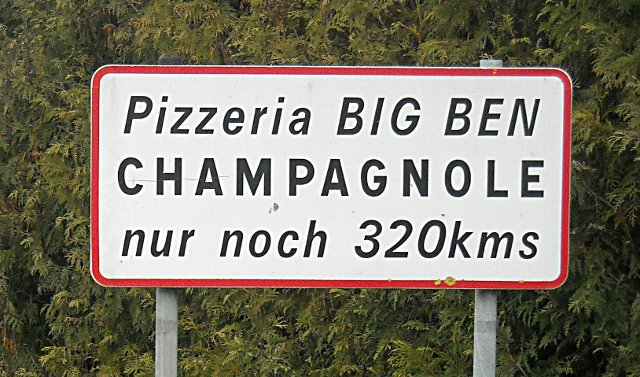 Pizzeria BIG BEN
CHAMPAGNOLE
nur noch 320kms